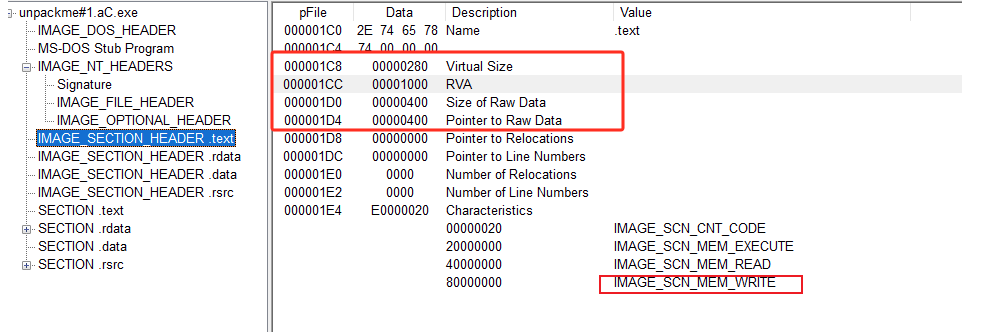 unpackme#1.aC.exe
IMAGE_DOS_HEADER
MS-DOS Stub Program
IMAGE_NT_HEADERS
Signature
IMAGE_FILE_HEADER
IMAGE_OPTIONAL_HEADER
IMAGE_SECTION_HEADER .text
IMAGE_SECTION_HEADER .rdata
IMAGE_SECTION_HEADER .data
IMAGE_SECTION_HEADER .rsrc
SECTION .text
SECTION .rdata
SECTION .data
SECTION .rsrc
pFile Data Description Value
000001C0 2E 74 65 78 Name .text
000001C4 74 00 00 00
000001C8 00000280 Virtual Size
000001CC 00001000 RVA
000001D0 00000400 Size of Raw Data
000001D4 00000400 Pointer to Raw Data
000001D8 00000000 Pointer to Relocations
000001DC 00000000 Pointer to Line Numbers
000001E0 0000 Number of Relocations
000001E2 0000 Number of Line Numbers
000001E4 E0000020 Characteristics
00000020 IMAGE_SCN_CNT_CODE
20000000 IMAGE_SCN_MEM_EXECUTE
40000000 IMAGE_SCN_MEM_READ
80000000 IMAGE_SCN_MEM_WRITE